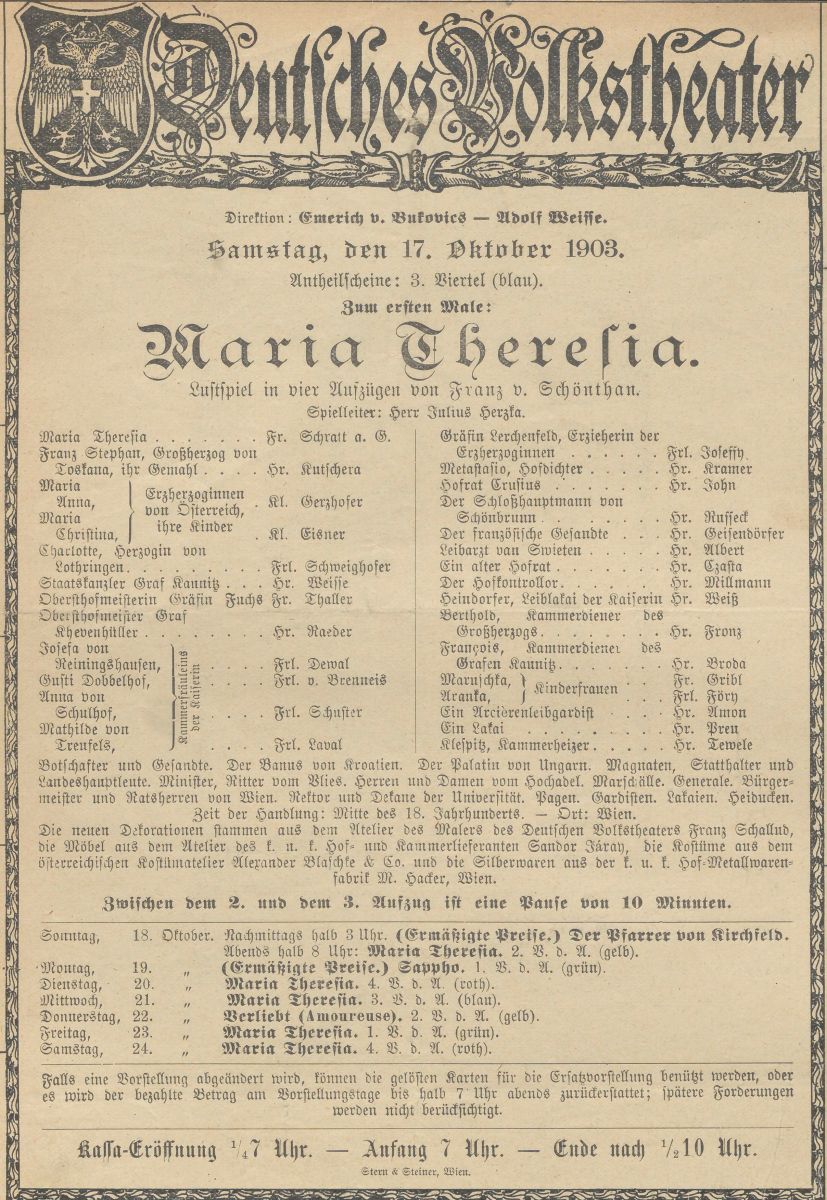 Deutsches Volkstheater
Direktion: Emerich v. Bukovics — Adolf Weisse.
Samstag, den 17. Oktober 1903.
Antheilscheine: 3. Viertel (blau).
Zum ersten Male:
Maria Theresia.
Lustspiel in vier Aufzügen von Franz v. Schönthan.
Spielleiter: Herr Julius Herzka.
Maria Theresia . . . . . . . Fr. Schratt a. G.
Franz Stephan, Großherzog von
Toskana, ihr Gemahl . . . . Hr. Kutschera
Maria
Anna,
Maria
Christina,
Erzherzoginnen
von Österreich,
ihre Kinder
. Kl. Gerzhofer
. Kl. Eisner
Charlotte, Herzogin von
Lothringen . . . . . . . . . Frl. Schweighofer
Staatskanzler Graf Kaunitz . . . Hr. Weisse
Obersthofmeisterin Gräfin Fuchs Fr. Thaller
Obersthofmeister Graf
Khevenhüller . . . . . . . . Hr. Raeder
Josefa von
Reiningshausen,
. . . . Frl. Dewal
Gusti Dobbelhof,
. . . . Frl. v. Brenneis
Anna von
Schulhof,
. . . . Frl. Schuster
Mathilde von
Treufels,
. . . . Frl. Laval
Kammerfräuleins
der Kaiserin
Gräfin Lerchenfeld, Erzieherin der
Erzherzoginnen . . . . . . Frl. Joseffy
Metastasio, Hofdichter . . . . . Hr. Kramer
Hofrat Crusius . . . . . . . Hr. John
Der Schloßhauptmann von
Schönbrunn . . . . . . . . Hr. Russeck
Der französische Gesandte . . . Hr. Geisendörfer
Leibarzt van Swieten . . . . . Hr. Albert
Ein alter Hofrat . . . . . . . Hr. Czasta
Der Hofkontrollor . . . . . . Hr. Millmann
Heindorfer, Leiblakai der Kaiserin Hr. Weiß
Berthold, Kammerdiener des
Großherzogs . . . . . . . . Hr. Fronz
François, Kammerdiener des
Grafen Kaunitz . . . . . . . Hr. Broda
Maruschka,
Aranka,
Kinderfrauen
. . Fr. Gribl
. . Frl. Föry
Ein Arcièrenleibgardist . . . . Hr. Amon
Ein Lakai . . . . . . . . . Hr. Preu
Klespitz, Kammerheizer . . . . . Hr. Tewele
Botschafter und Gesandte. Der Banus von Kroatien. Der Palatin von Ungarn. Magnaten, Statthalter und
Landeshauptleute. Minister, Ritter vom Vlies. Herren und Damen vom Hochadel. Marschälle. Generale. Bürger-
meister und Ratsherren von Wien. Rektor und Dekane der Universität. Pagen. Gardisten. Lakaien. Heiducken.
Zeit der Handlung: Mitte des 18. Jahrhunderts. — Ort: Wien.
Die neuen Dekorationen stammen aus dem Atelier des Malers des Deutschen Volkstheaters Franz Schallud,
die Möbel aus dem Atelier des k. u. k. Hof- und Kammerlieferanten Sandor Járay, die Kostüme aus dem
österreichischen Kostümatelier Alexander Blaschke & Co. und die Silberwaren aus der k. u. k. Hof-Metallwaren-
fabrik M. Hacker, Wien.
Zwischen dem 2. und dem 3. Aufzug ist eine Pause von 10 Minuten.
Sonntag, 18. Oktober. Nachmittags halb 3 Uhr. (Ermäßigte Preise.) Der Pfarrer von Kirchfeld.
Abends halb 8 Uhr: Maria Theresia. 2. V. d. A. (gelb).
Montag, 19. „ (Ermäßigte Preise.) Sappho. 1. V. d. A. (grün).
Dienstag, 20. „ Maria Theresia. 4. V. d. A. (roth).
Mittwoch, 21. „ Maria Theresia. 3. V. d. A. (blau).
Donnerstag, 22. „ Verliebt (Amoureuse). 2. V. d. A. (gelb).
Freitag, 23. „ Maria Theresia. 1. V. d. A. (grün).
Samstag, 24. „ Maria Theresia. 4. V. d. A. (roth).
Falls eine Vorstellung abgeändert wird, können die gelösten Karten für die Ersatzvorstellung benützt werden, oder
es wird der bezahlte Betrag am Vorstellungstage bis halb 7 Uhr abends zurückerstattet; spätere Forderungen
werden nicht berücksichtigt.
Kassa-Eröffnung 1/4 7 Uhr. — Anfang 7 Uhr. — Ende nach 1/2 10 Uhr.
Stern & Steiner, Wien.